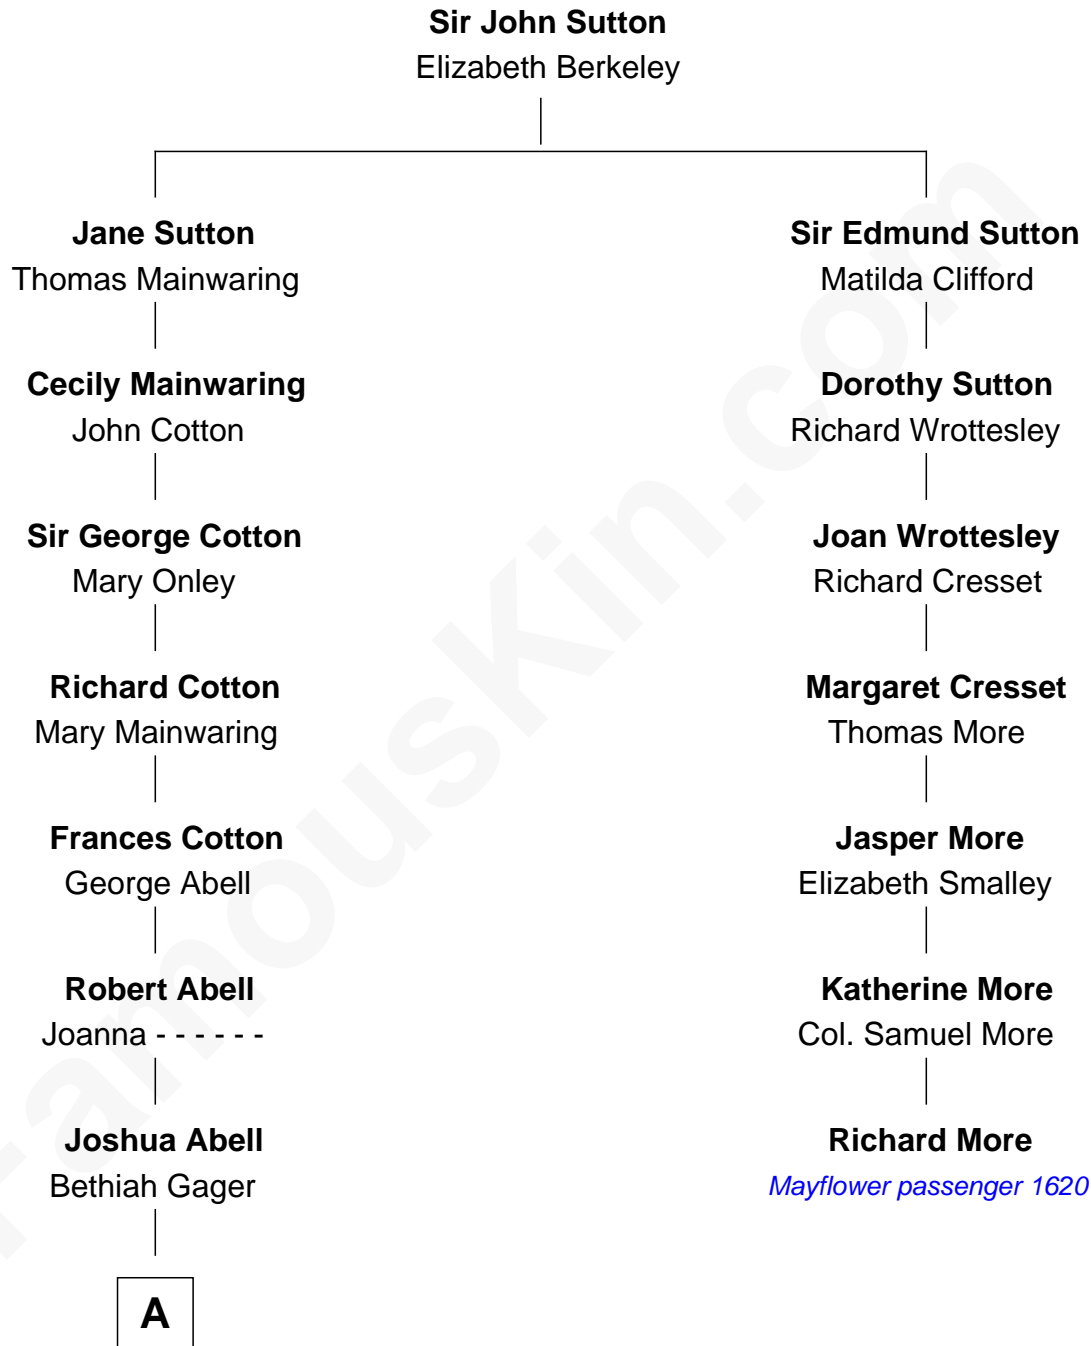 Sir John Sutton
Elizabeth Berkeley
Jane Sutton
Thomas Mainwaring
Sir Edmund Sutton
Matilda Clifford
Cecily Mainwaring
John Cotton
Dorothy Sutton
Richard Wrottesley
Sir George Cotton
Mary Onley
Joan Wrottesley
Richard Cresset
Richard Cotton
Mary Mainwaring
Margaret Cresset
Thomas More
Frances Cotton
George Abell
Jasper More
Elizabeth Smalley
Robert Abell
Joanna - - - - - -
Katherine More
Col. Samuel More
Joshua Abell
Bethiah Gager
Richard More
Mayflower passenger 1620
A
FamousKin.com